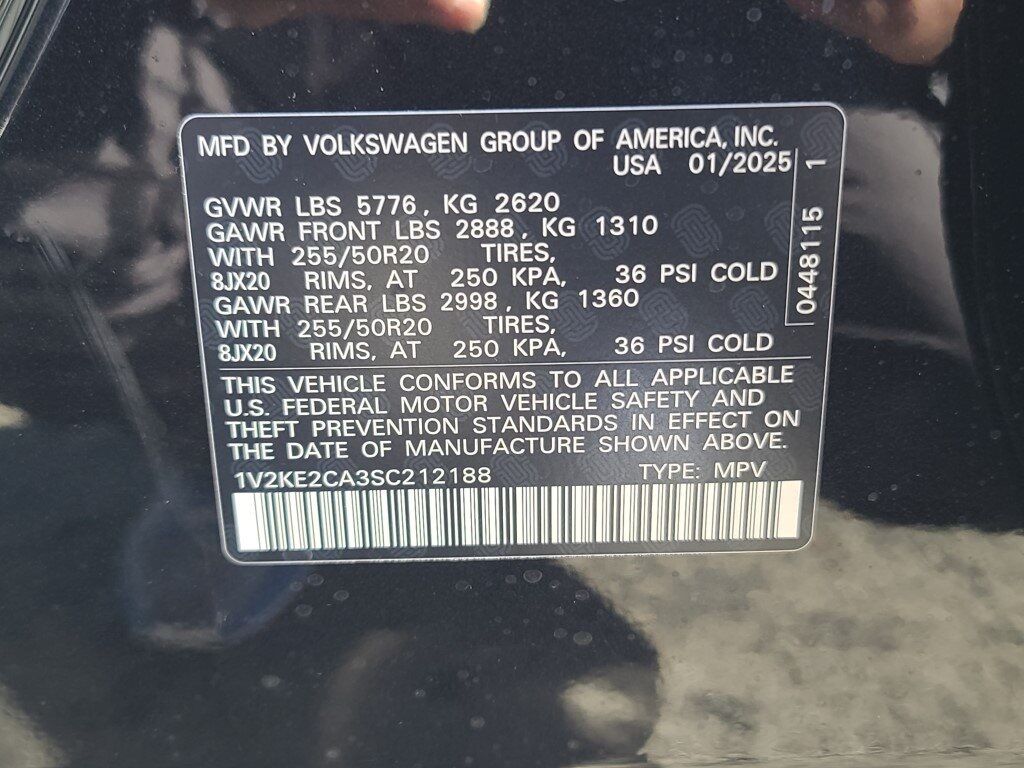 MFD BY VOLKSWAGEN GROUP OF AMERICA, INC.
USA 01/2025
GVWR LBS 5776, KG 2620
GAWR FRONT LBS 2888, KG 1310
WITH 255/50R20 TIRES,
8JX20 RIMS, AT 250 KPA, 36 PSI COLD
GAWR REAR LBS 2998, KG 1360
WITH 255/50R20 TIRES,
8JX20 RIMS, AT 250 KPA, 36 PSI COLD
0448115 1
THIS VEHICLE CONFORMS TO ALL APPLICABLE
U.S. FEDERAL MOTOR VEHICLE SAFETY AND
THEFT PREVENTION STANDARDS IN EFFECT ON
THE DATE OF MANUFACTURE SHOWN ABOVE.
1V2KE2CA3SC212188 TYPE: MPV